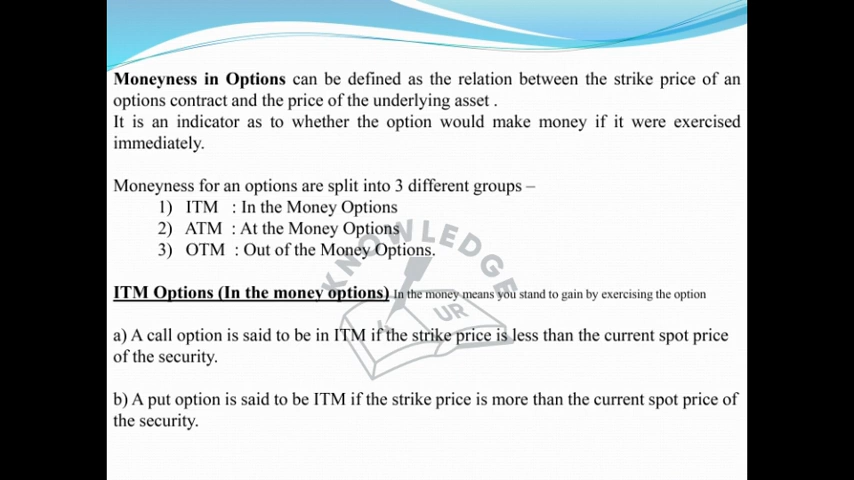 Moneyness in Options can be defined as the relation between the strike price of an
options contract and the price of the underlying asset .
It is an indicator as to whether the option would make money if it were exercised
immediately.
Moneyness for an options are split into 3 different groups –
1) ITM : In the Money Options
2) ATM : At the Money Options
3) OTM : Out of the Money Options.
KNOWLEDGE
4 UR
ITM Options (In the money options) In the money means you stand to gain by exercising the option
a) A call option is said to be in ITM if the strike price is less than the current spot price
of the security.
b) A put option is said to be ITM if the strike price is more than the current spot price of
the security.